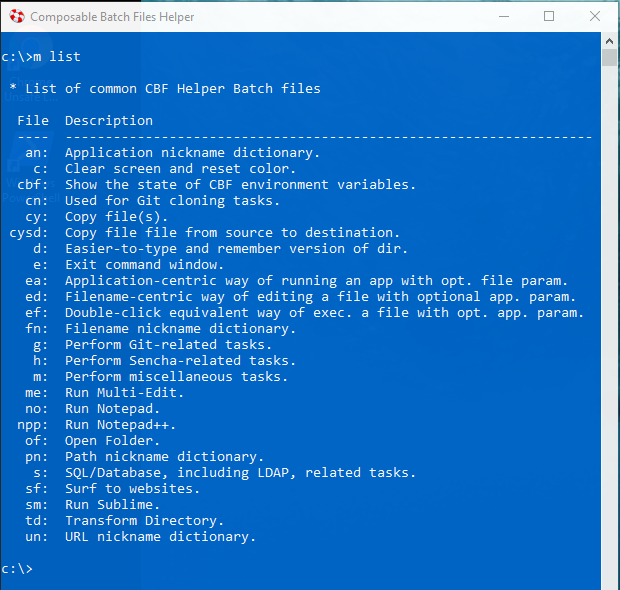 Composable Batch Files Helper
c:\>m list
* List of common CBF Helper Batch files
File  Description
----  ------------------------------------------------------------------
an:  Application nickname dictionary.
c:  Clear screen and reset color.
cbf:  Show the state of CBF environment variables.
cn:  Used for Git cloning tasks.
cy:  Copy file(s).
cysd:  Copy file file from source to destination.
d:  Easier-to-type and remember version of dir.
e:  Exit command window.
ea:  Application-centric way of running an app with opt. file param.
ed:  Filename-centric way of editing a file with optional app. param.
ef:  Double-click equivalent way of exec. a file with opt. app. param.
fn:  Filename nickname dictionary.
g:  Perform Git-related tasks.
h:  Perform Sencha-related tasks.
m:  Perform miscellaneous tasks.
me:  Run Multi-Edit.
no:  Run Notepad.
npp:  Run Notepad++.
of:  Open Folder.
pn:  Path nickname dictionary.
s:  SQL/Database, including LDAP, related tasks.
sf:  Surf to websites.
sm:  Run Sublime.
td:  Transform Directory.
un:  URL nickname dictionary.
c:\>